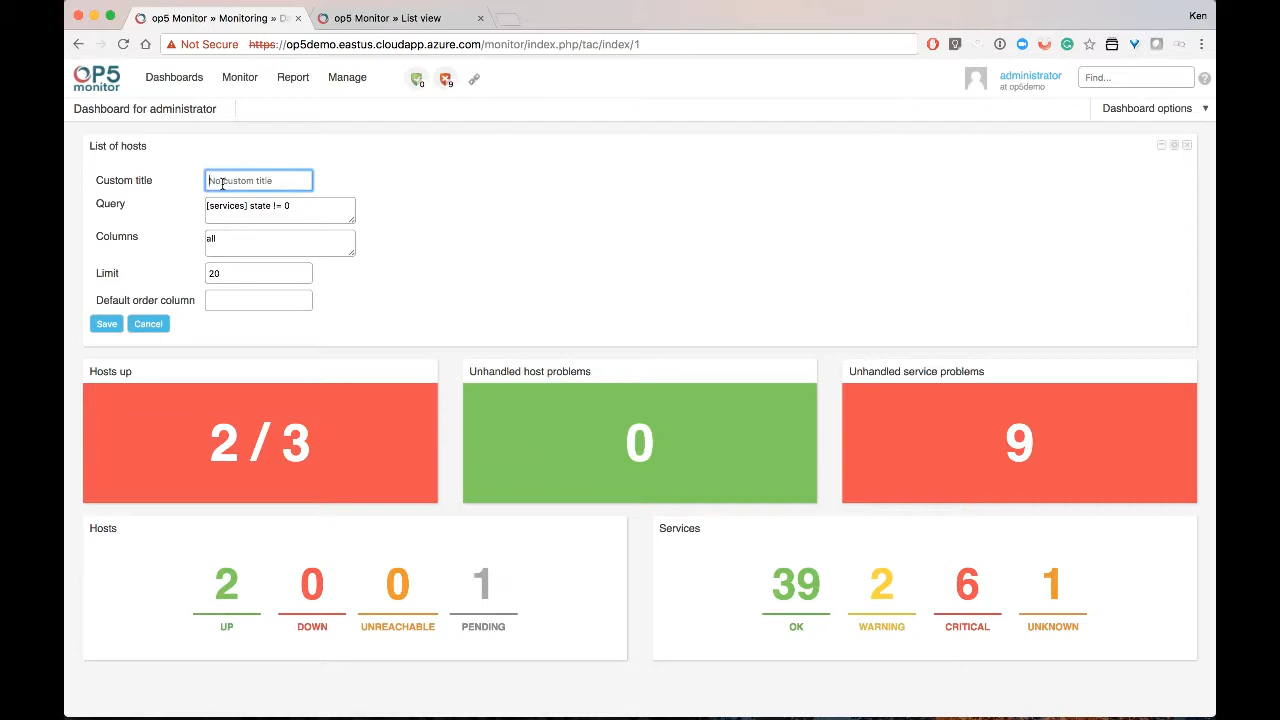 op5 Monitor » Monitoring » Da
op5 Monitor » List view
Ken
Not Secure https://op5demo.eastus.cloudapp.azure.com/monitor/index.php/tac/index/1
OP5 monitor
Dashboards Monitor Report Manage
0 9
administrator
at op5demo
Find...
?
Dashboard for administrator
Dashboard options
List of hosts
Custom title No custom title
Query [services] state != 0
Columns all
Limit 20
Default order column
Save Cancel
Hosts up
2 / 3
Unhandled host problems
0
Unhandled service problems
9
Hosts
2 0 0 1
UP DOWN UNREACHABLE PENDING
Services
39 2 6 1
OK WARNING CRITICAL UNKNOWN